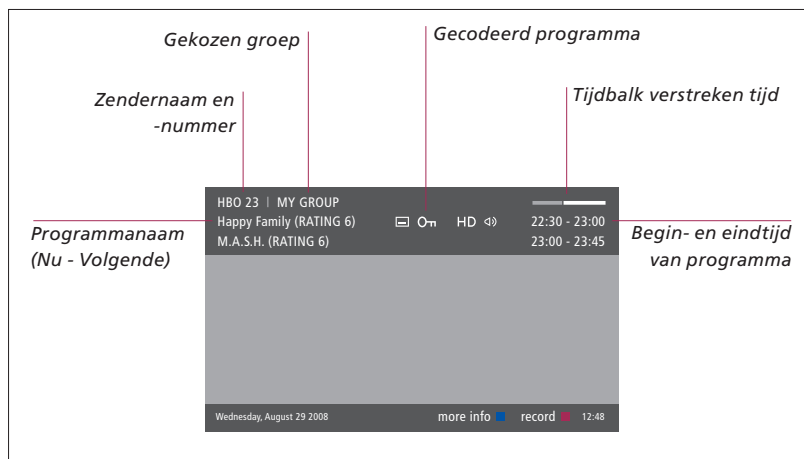 Gekozen groep
Gecodeerd programma
Zendernaam en
-nummer
Tijdbalk verstreken tijd
HBO 23 | MY GROUP
Happy Family (RATING 6) HD 22:30 - 23:00
M.A.S.H. (RATING 6) 23:00 - 23:45
Programmanaam
(Nu - Volgende)
Begin- en eindtijd
van programma
Wednesday, August 29 2008 more info record 12:48